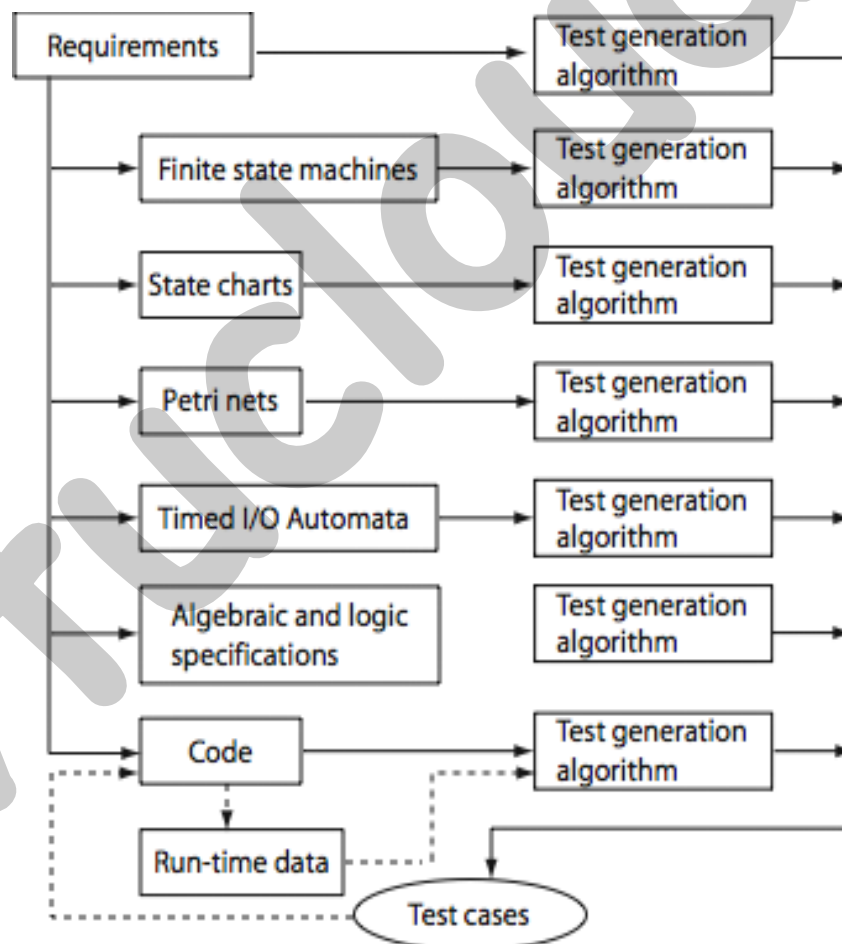 Requirements
Test generation
algorithm
Finite state machines
Test generation
algorithm
State charts
Test generation
algorithm
Petri nets
Test generation
algorithm
Timed I/O Automata
Test generation
algorithm
Algebraic and logic
specifications
Test generation
algorithm
Code
Test generation
algorithm
Run-time data
Test cases